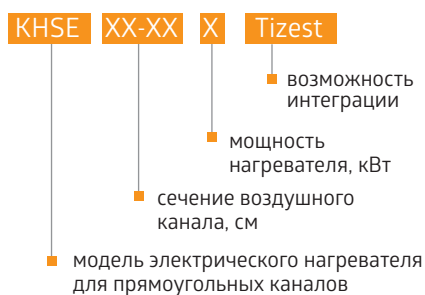 KHSE XX-XX X Tizest
возможность
интеграции
мощность
нагревателя, кВт
сечение воздушного
канала, см
модель электрического нагревателя
для прямоугольных каналов